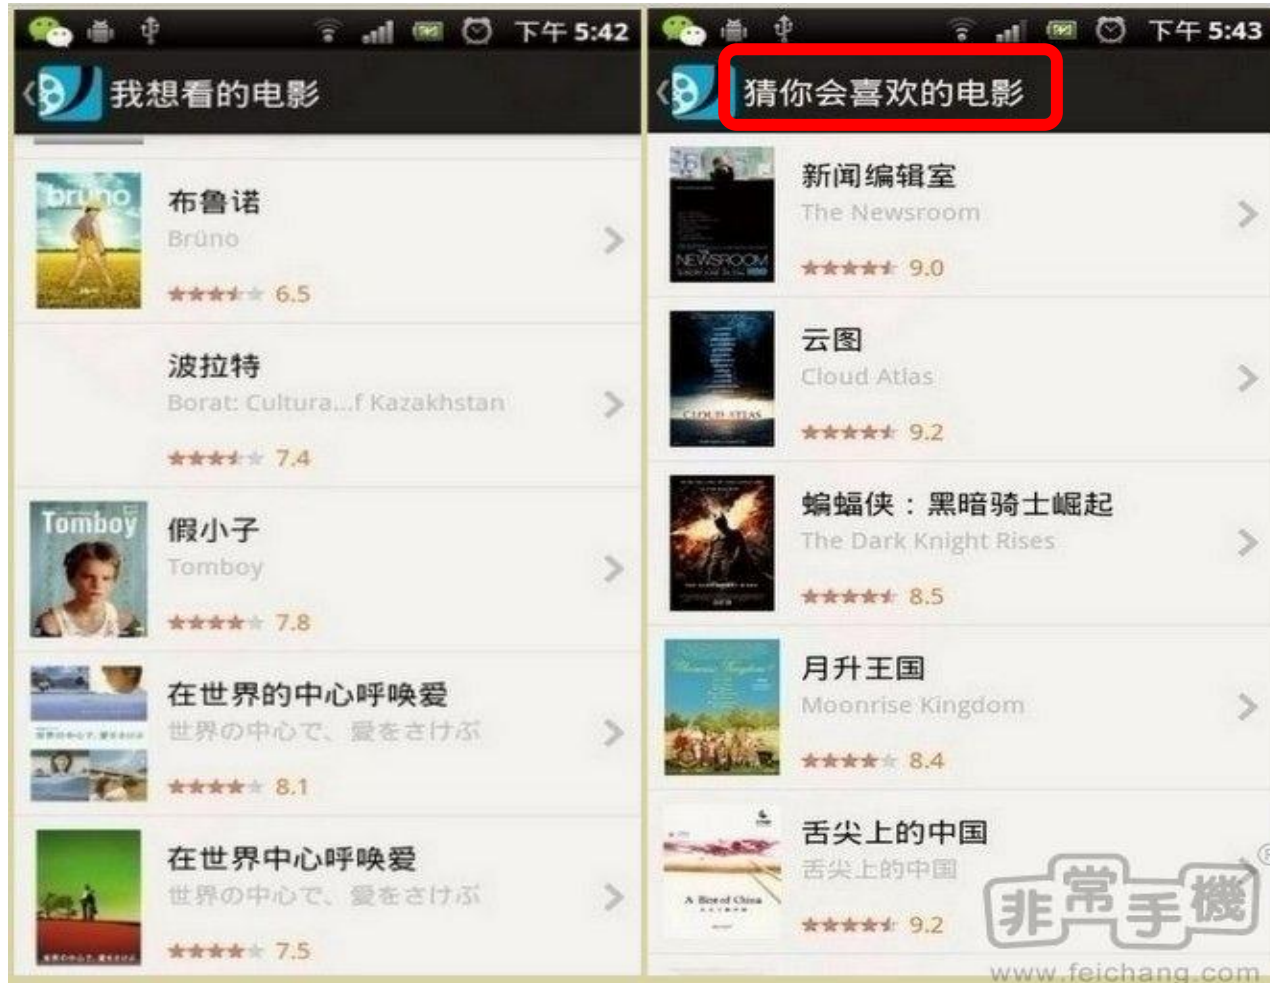 下午 5:42
我想看的电影
brüno
布鲁诺
Brüno
6.5
波拉特
Borat: Cultura...f Kazakhstan
7.4
Tomboy
假小子
Tomboy
7.8
在世界的中心呼唤爱
世界の中心で、愛をさけぶ
8.1
在世界中心呼唤爱
世界の中心で、愛をさけぶ
7.5
下午 5:43
猜你会喜欢的电影
NEWSROOM
新闻编辑室
The Newsroom
9.0
CLOUD ATLAS
云图
Cloud Atlas
9.2
蝙蝠侠：黑暗骑士崛起
The Dark Knight Rises
8.5
月升王国
Moonrise Kingdom
8.4
A Bite of China
舌尖上的中国
舌尖上的中国
9.2
非常手機
www.feichang.com